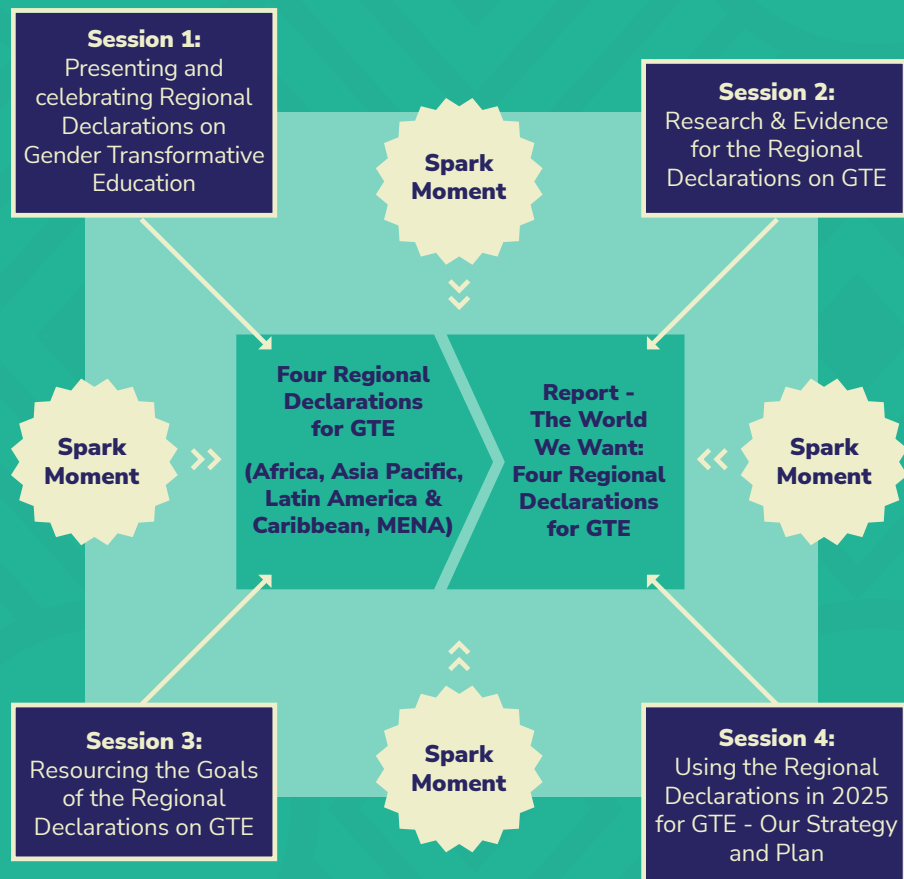 Session 1:
Presenting and
celebrating Regional
Declarations on
Gender Transformative
Education
Spark
Moment
Session 2:
Research & Evidence
for the Regional
Declarations on GTE
Spark
Moment
Four Regional
Declarations
for GTE
(Africa, Asia Pacific,
Latin America &
Caribbean, MENA)
Report -
The World
We Want:
Four Regional
Declarations
for GTE
Spark
Moment
Session 3:
Resourcing the Goals
of the Regional
Declarations on GTE
Spark
Moment
Session 4:
Using the Regional
Declarations in 2025
for GTE - Our Strategy
and Plan